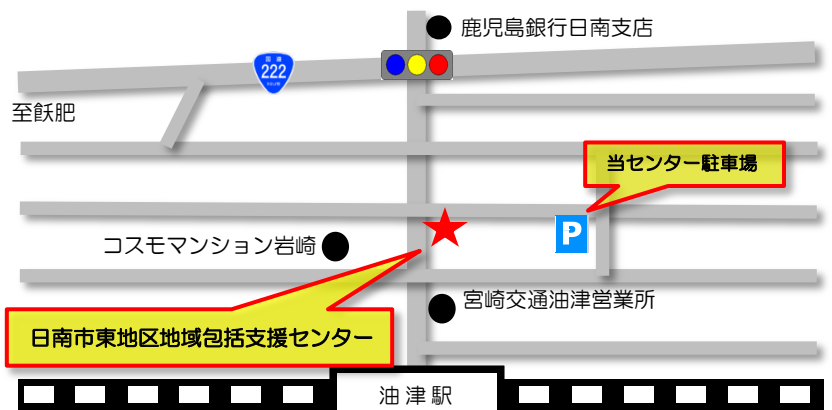 鹿児島銀行日南支店
国道
222
至飫肥
当センター駐車場
P
コスモマンション岩崎
宮崎交通油津営業所
日南市東地区地域包括支援センター
油津駅